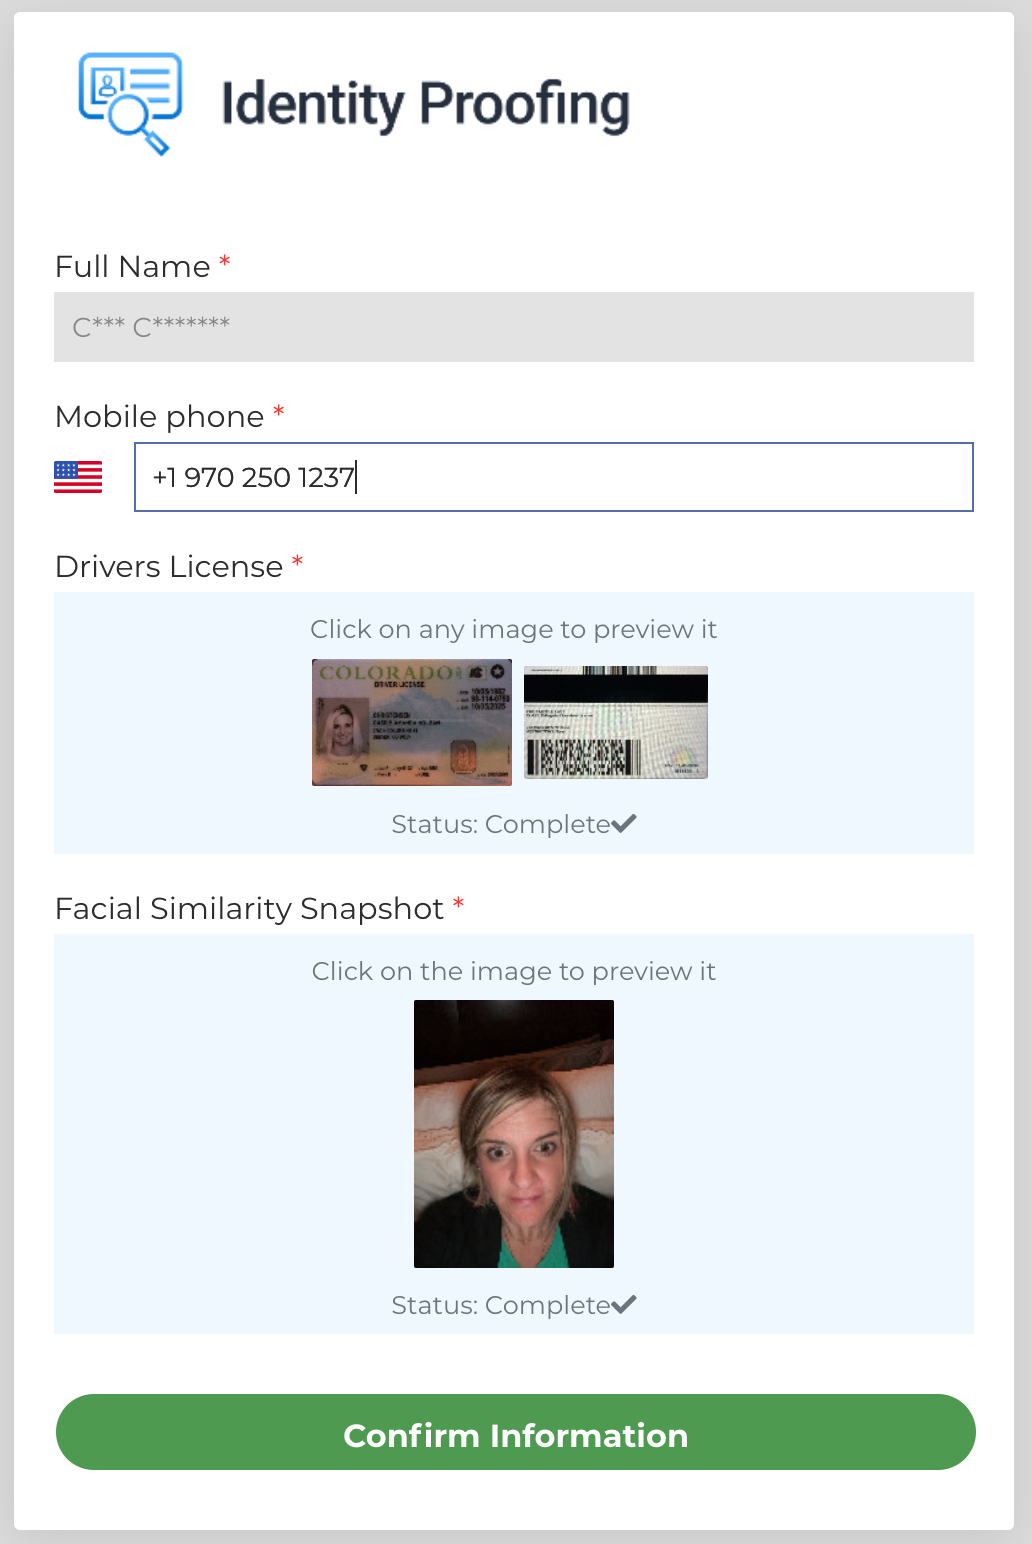 Identity Proofing
Full Name *
C*** C*******
Mobile phone *
+1 970 250 1237
Drivers License *
Click on any image to preview it
COLORADO
DRIVER LICENSE
Status: Complete
Facial Similarity Snapshot *
Click on the image to preview it
Status: Complete
Confirm Information